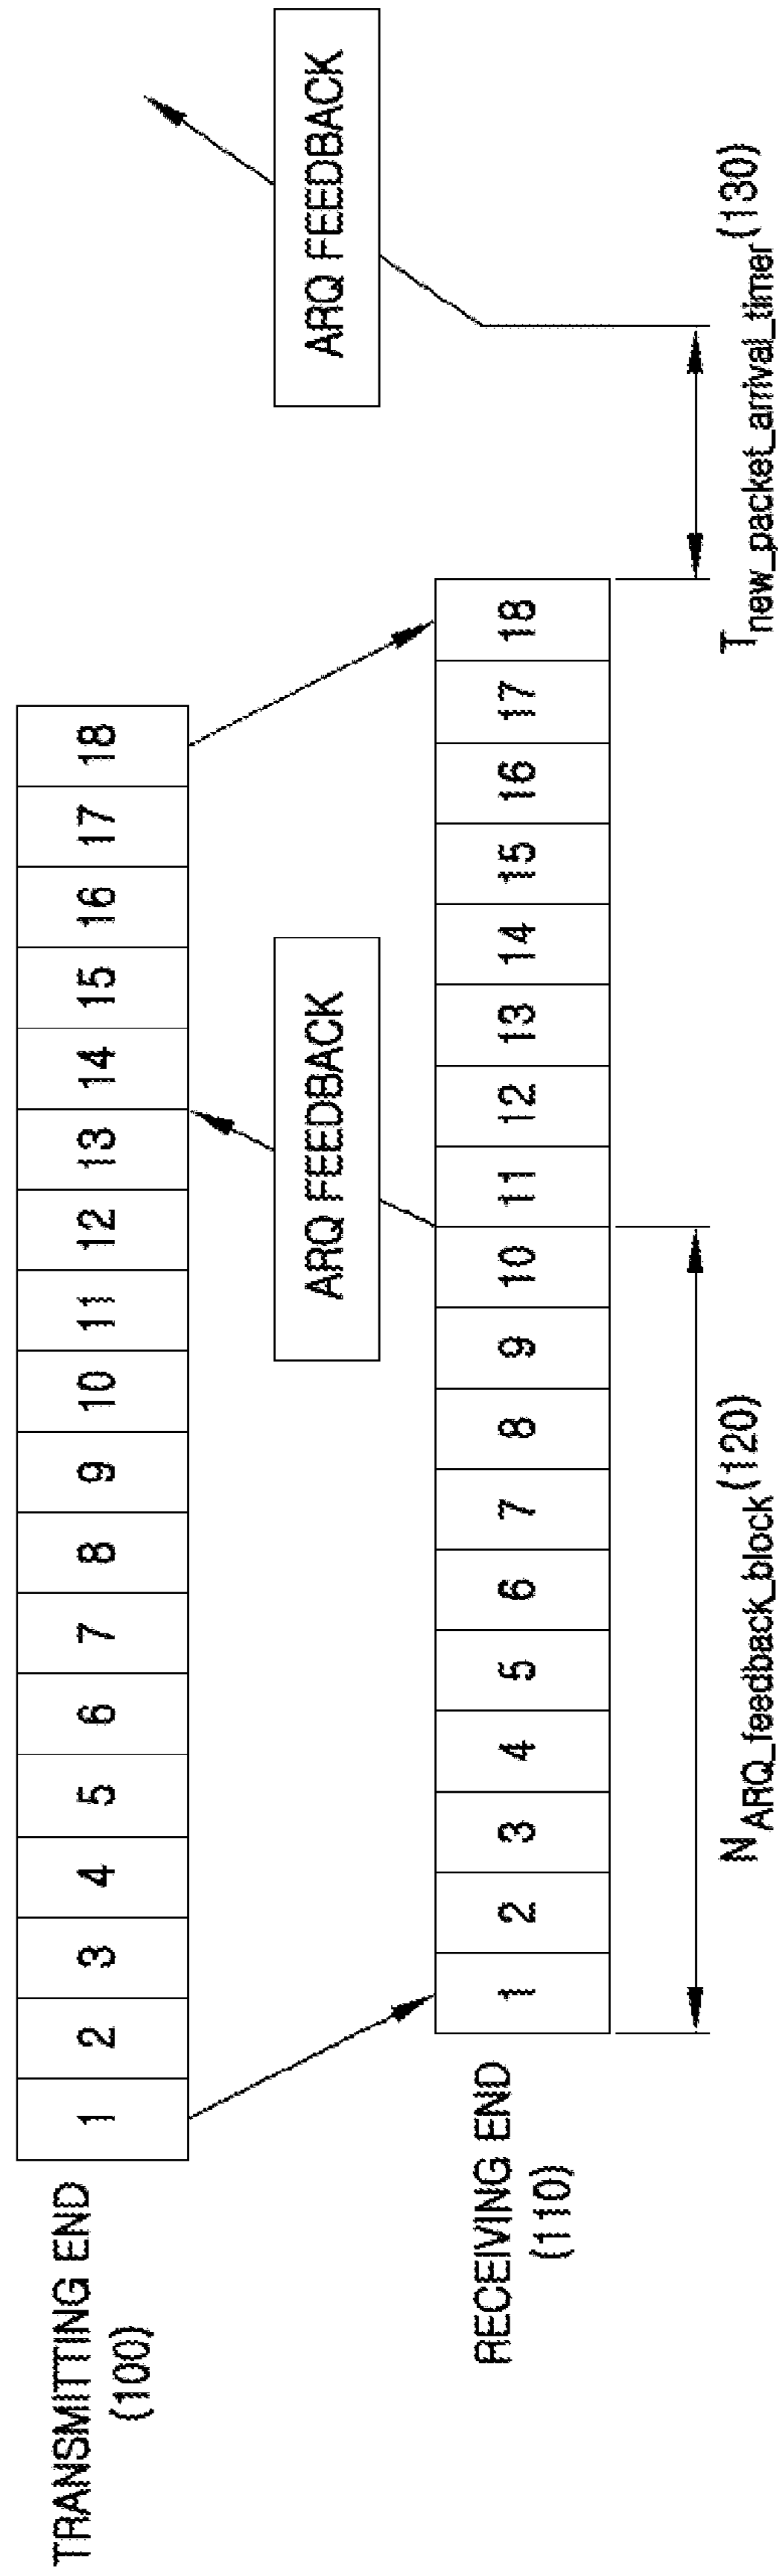 TRANSMITTING END
(100)
1 2 3 4 5 6 7 8 9 10 11 12 13 14 15 16 17 18
ARQ FEEDBACK
ARQ FEEDBACK
RECEIVING END
(110)
1 2 3 4 5 6 7 8 9 10 11 12 13 14 15 16 17 18
NARQ_feedback_block(120)
Tnew_packet_arrival_timer(130)